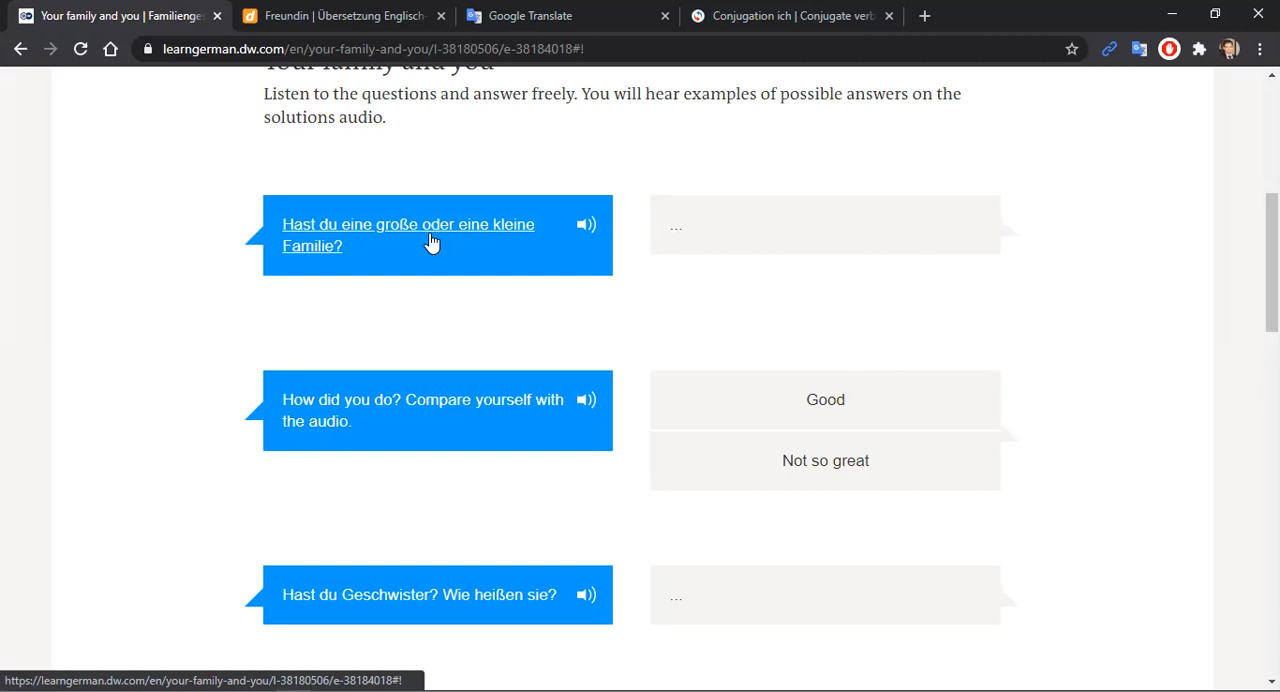 Your family and you | Familienges
Freundin | Übersetzung Englisch-
Google Translate
Conjugation ich | Conjugate verb
learngerman.dw.com/en/your-family-and-you/l-38180506/e-38184018#!
Your family and you
Listen to the questions and answer freely. You will hear examples of possible answers on the
solutions audio.
Hast du eine große oder eine kleine
Familie?
...
How did you do? Compare yourself with
the audio.
Good
Not so great
Hast du Geschwister? Wie heißen sie?
...
https://learngerman.dw.com/en/your-family-and-you/l-38180506/e-38184018#!